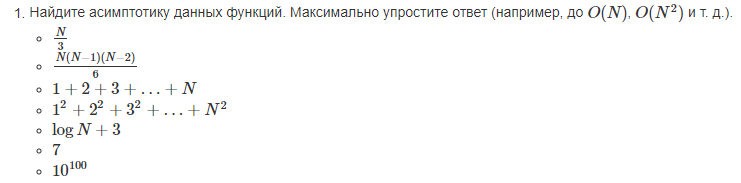 1. Найдите асимптотику данных функций. Максимально упростите ответ (например, до O(N), O(N²) и т. д.).
N/3
N(N−1)(N−2)/6
1 + 2 + 3 + … + N
1² + 2² + 3² + … + N²
log N + 3
7
10¹⁰⁰